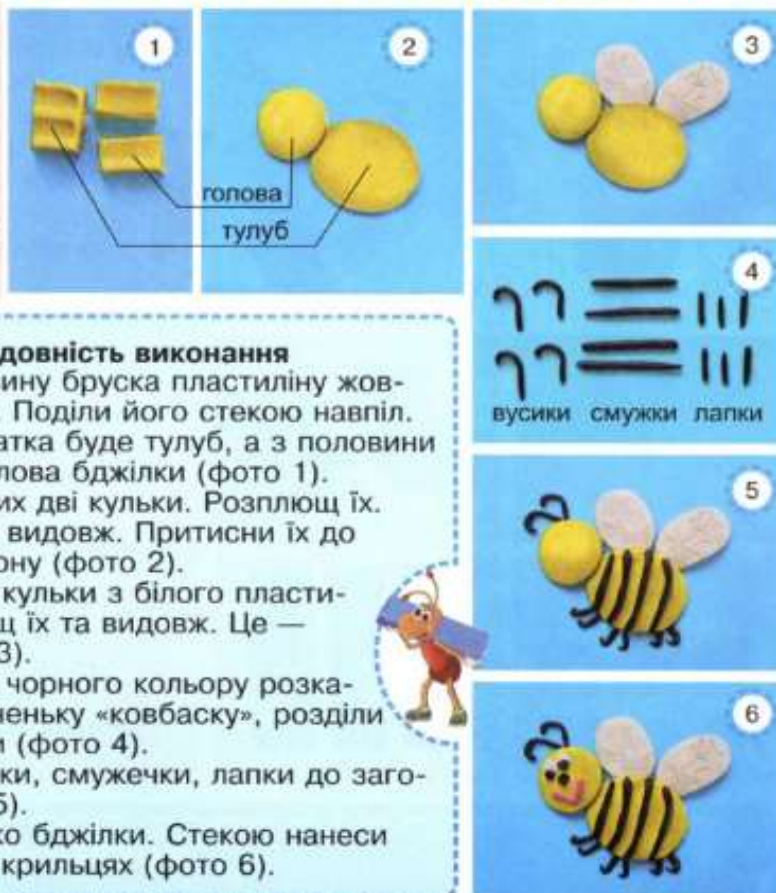 1
2
3
голова
тулуб
4
вусики смужки лапки
довність виконання
ину бруска пластиліну жов-
. Поділи його стекою навпіл.
атка буде тулуб, а з половини
лова бджілки (фото 1).
их дві кульки. Розплющ їх.
видовж. Притисни їх до
ону (фото 2).
кульки з білого пласти-
щ їх та видовж. Це —
3).
чорного кольору розка-
неньку «ковбаску», розділи
и (фото 4).
ки, смужечки, лапки до заго-
5).
ко бджілки. Стекою нанеси
крильцях (фото 6).
5
6